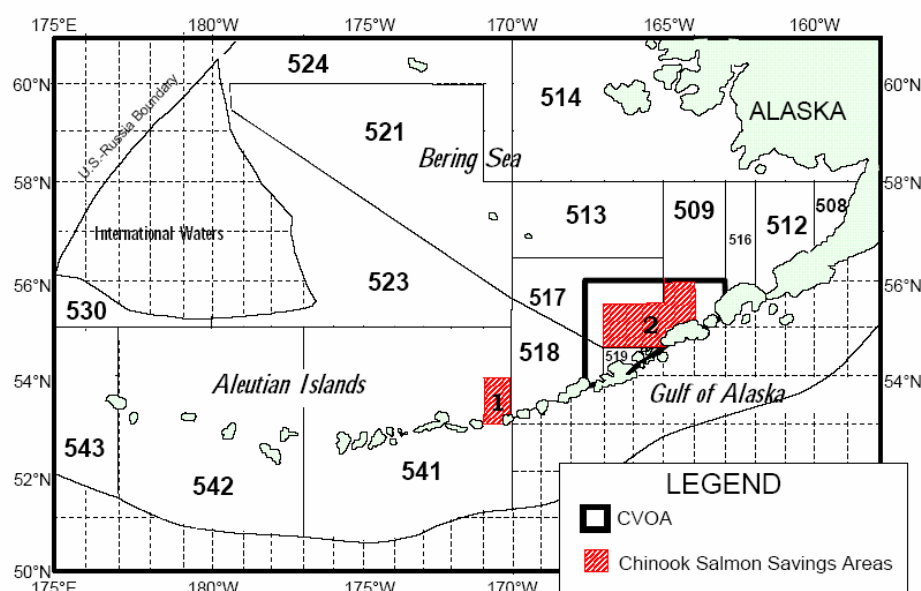 175°E 180°W 175°W 170°W 165°W 160°W
60°N 60°N
58°N 58°N
56°N 56°N
54°N 54°N
52°N 52°N
50°N
U.S.-Russia Boundary
524
521
514
ALASKA
Bering Sea
International Waters
513
509
516
512
508
530
523
517
2
518
519
Aleutian Islands
1
Gulf of Alaska
543
542
541
LEGEND
CVOA
Chinook Salmon Savings Areas
175°E 180°W 175°W 170°W